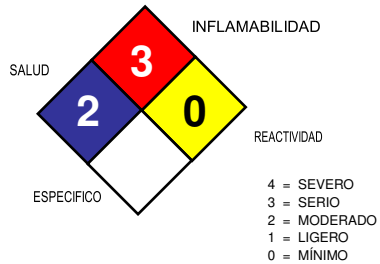 INFLAMABILIDAD
SALUD
3
2
0
REACTIVIDAD
ESPECIFICO
4 = SEVERO
3 = SERIO
2 = MODERADO
1 = LIGERO
0 = MÍNIMO